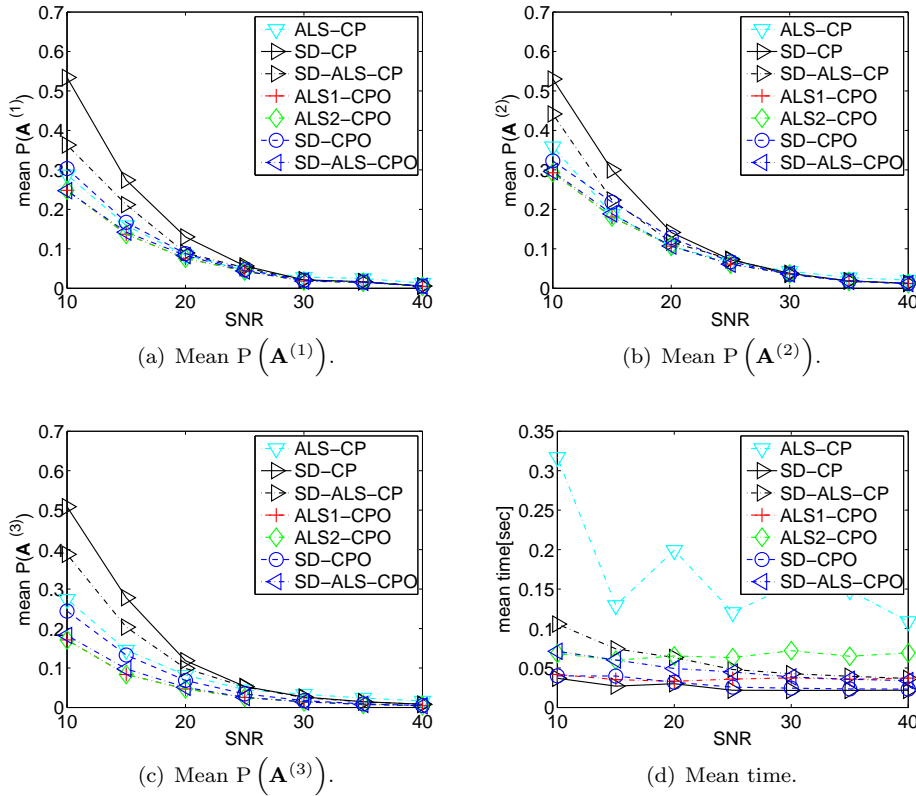 0.7
0.6
0.5
0.4
0.3
0.2
0.1
0
mean P(A(1))
10 20 30 40
SNR
ALS−CP
SD−CP
SD−ALS−CP
ALS1−CPO
ALS2−CPO
SD−CPO
SD−ALS−CPO
(a) Mean P (A(1)).
0.7
0.6
0.5
0.4
0.3
0.2
0.1
0
mean P(A(2))
10 20 30 40
SNR
ALS−CP
SD−CP
SD−ALS−CP
ALS1−CPO
ALS2−CPO
SD−CPO
SD−ALS−CPO
(b) Mean P (A(2)).
0.7
0.6
0.5
0.4
0.3
0.2
0.1
0
mean P(A(3))
10 20 30 40
SNR
ALS−CP
SD−CP
SD−ALS−CP
ALS1−CPO
ALS2−CPO
SD−CPO
SD−ALS−CPO
(c) Mean P (A(3)).
0.35
0.3
0.25
0.2
0.15
0.1
0.05
0
mean time[sec]
10 20 30 40
SNR
ALS−CP
SD−CP
SD−ALS−CP
ALS1−CPO
ALS2−CPO
SD−CPO
SD−ALS−CPO
(d) Mean time.